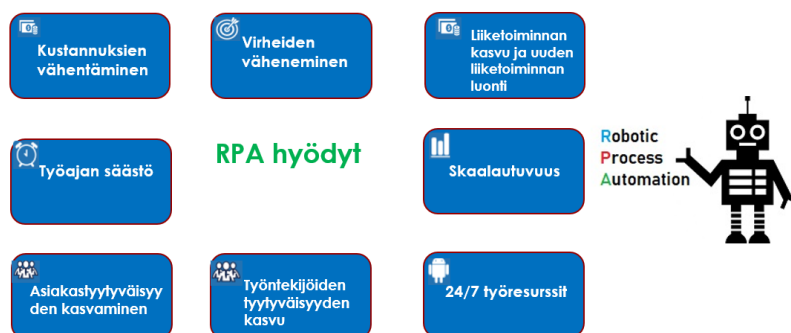 Kustannuksien
vähentäminen
Virheiden
väheneminen
Liiketoiminnan
kasvu ja uuden
liiketoiminnan
luonti
Työajan säästö
RPA hyödyt
Skaalautuvuus
Robotic
Process
Automation
Asiakastyytyväisyy
den kasvaminen
Työntekijöiden
tyytyväisyyden
kasvu
24/7 työresurssit